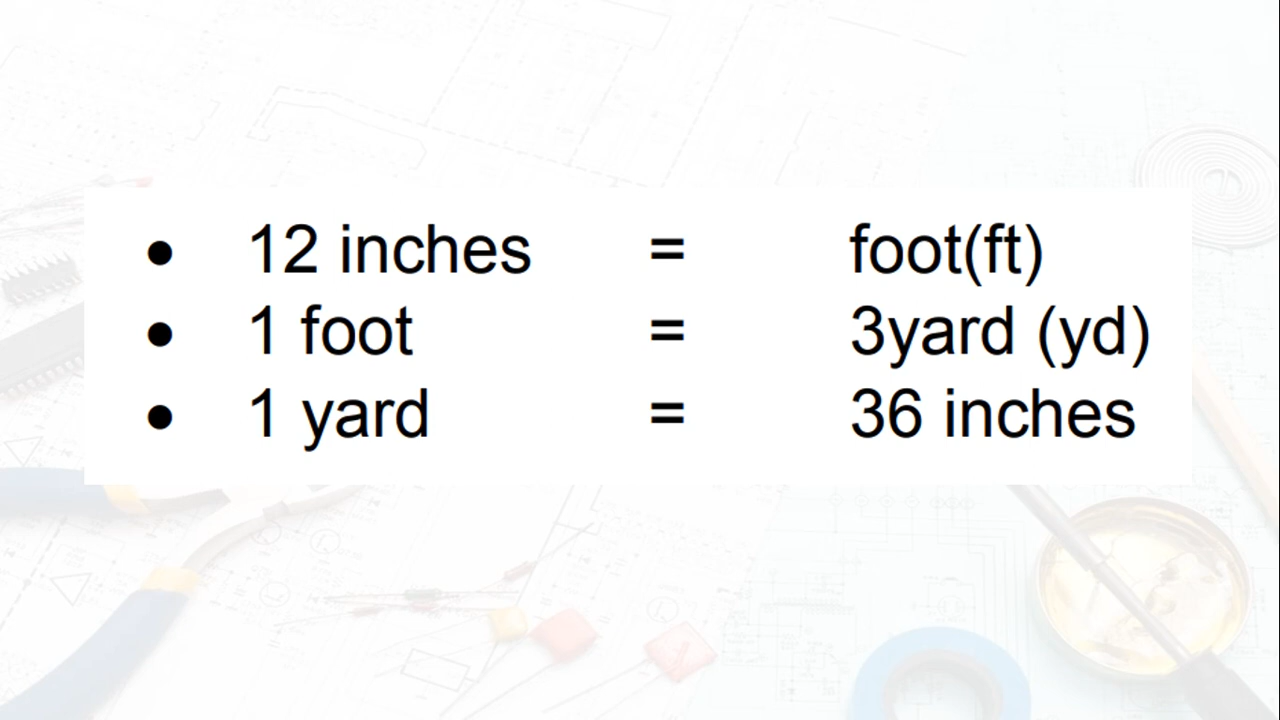 ● 12 inches = foot(ft)
● 1 foot = 3yard (yd)
● 1 yard = 36 inches